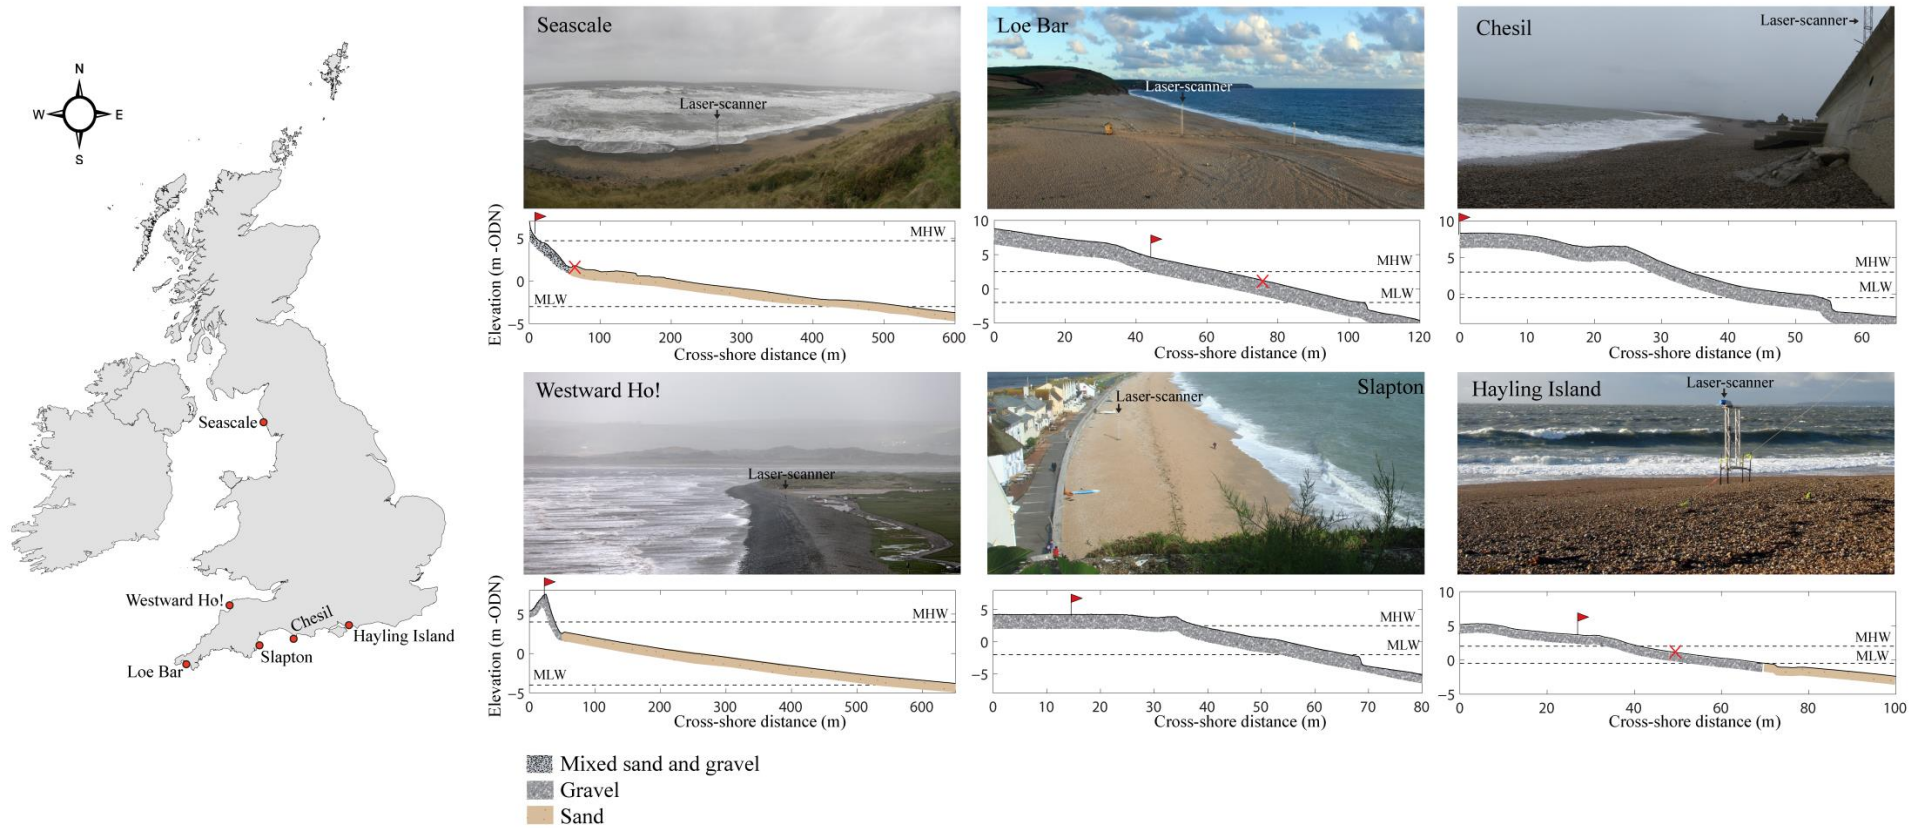 N
W E
S
Seascale
Westward Ho!
Chesil
Hayling Island
Slapton
Loe Bar
Seascale
Laser-scanner
Elevation (m -ODN)
5
0
−5
MHW
MLW
0 100 200 300 400 500 600
Cross-shore distance (m)
Loe Bar
Laser-scanner
10
5
0
−5
MHW
MLW
0 20 40 60 80 100 120
Cross-shore distance (m)
Chesil
Laser-scanner
10
5
0
MHW
MLW
0 10 20 30 40 50 60
Cross-shore distance (m)
Westward Ho!
Laser-scanner
Elevation (m -ODN)
5
0
−5
MHW
MLW
0 100 200 300 400 500 600
Cross-shore distance (m)
Slapton
Laser-scanner
5
0
−5
MHW
MLW
0 10 20 30 40 50 60 70 80
Cross-shore distance (m)
Hayling Island
Laser-scanner
10
5
0
−5
MHW
MLW
0 20 40 60 80 100
Cross-shore distance (m)
Mixed sand and gravel
Gravel
Sand